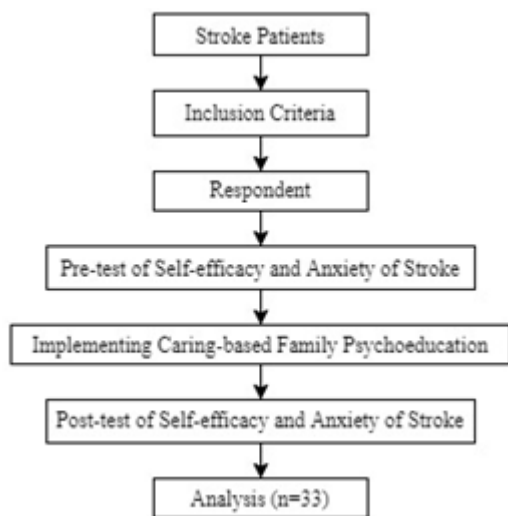 Stroke Patients
Inclusion Criteria
Respondent
Pre-test of Self-efficacy and Anxiety of Stroke
Implementing Caring-based Family Psychoeducation
Post-test of Self-efficacy and Anxiety of Stroke
Analysis (n=33)